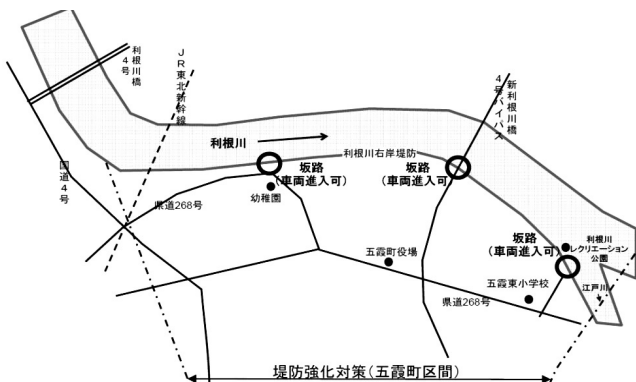 利根川橋
4号
JR東北新幹線
国道4号
利根川
利根川右岸堤防
坂路
(車両進入可)
幼稚園
県道268号
新利根川橋
4号バイパス
坂路
(車両進入可)
坂路
(車両進入可)
利根川
レクリエーション
公園
五霞町役場
江戸川
五霞東小学校
県道268号
堤防強化対策(五霞町区間)